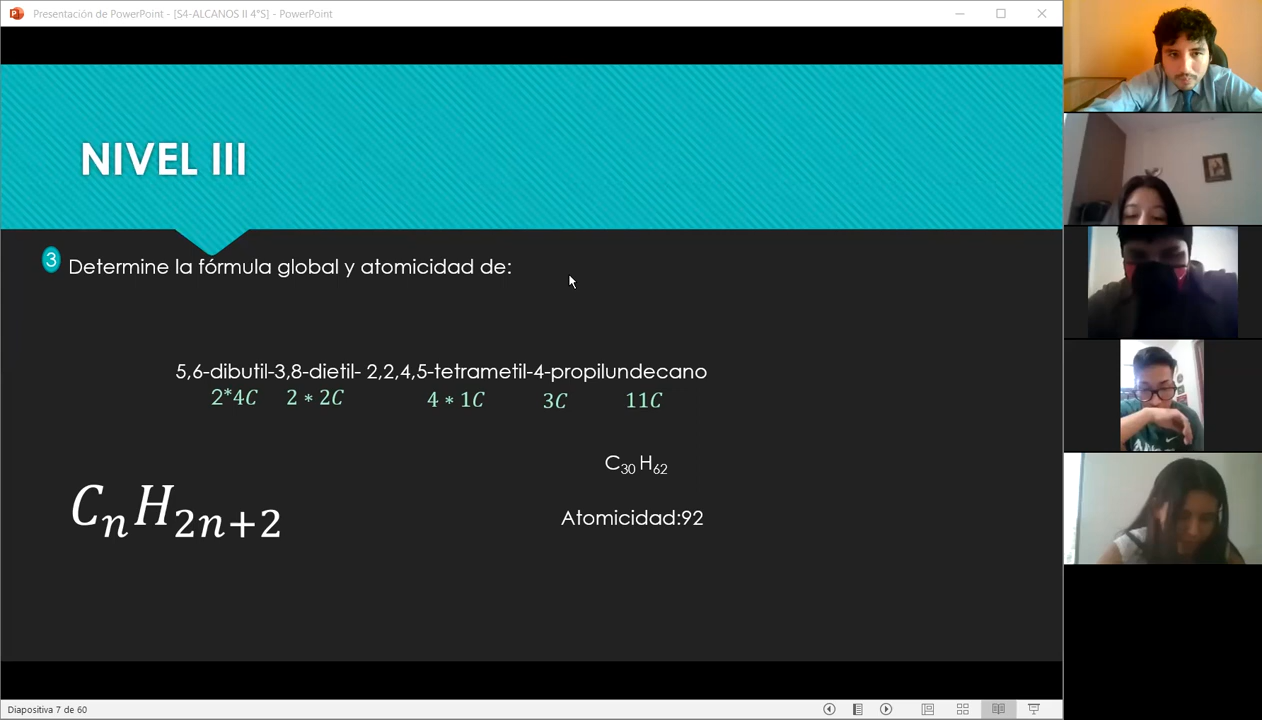 Presentación de PowerPoint - [S4-ALCANOS II 4°S] - PowerPoint
NIVEL III
3 Determine la fórmula global y atomicidad de:
5,6-dibutil-3,8-dietil- 2,2,4,5-tetrametil-4-propilundecano
2*4C 2 * 2C 4 * 1C 3C 11C
C30 H62
CnH2n+2
Atomicidad:92
Diapositiva 7 de 60